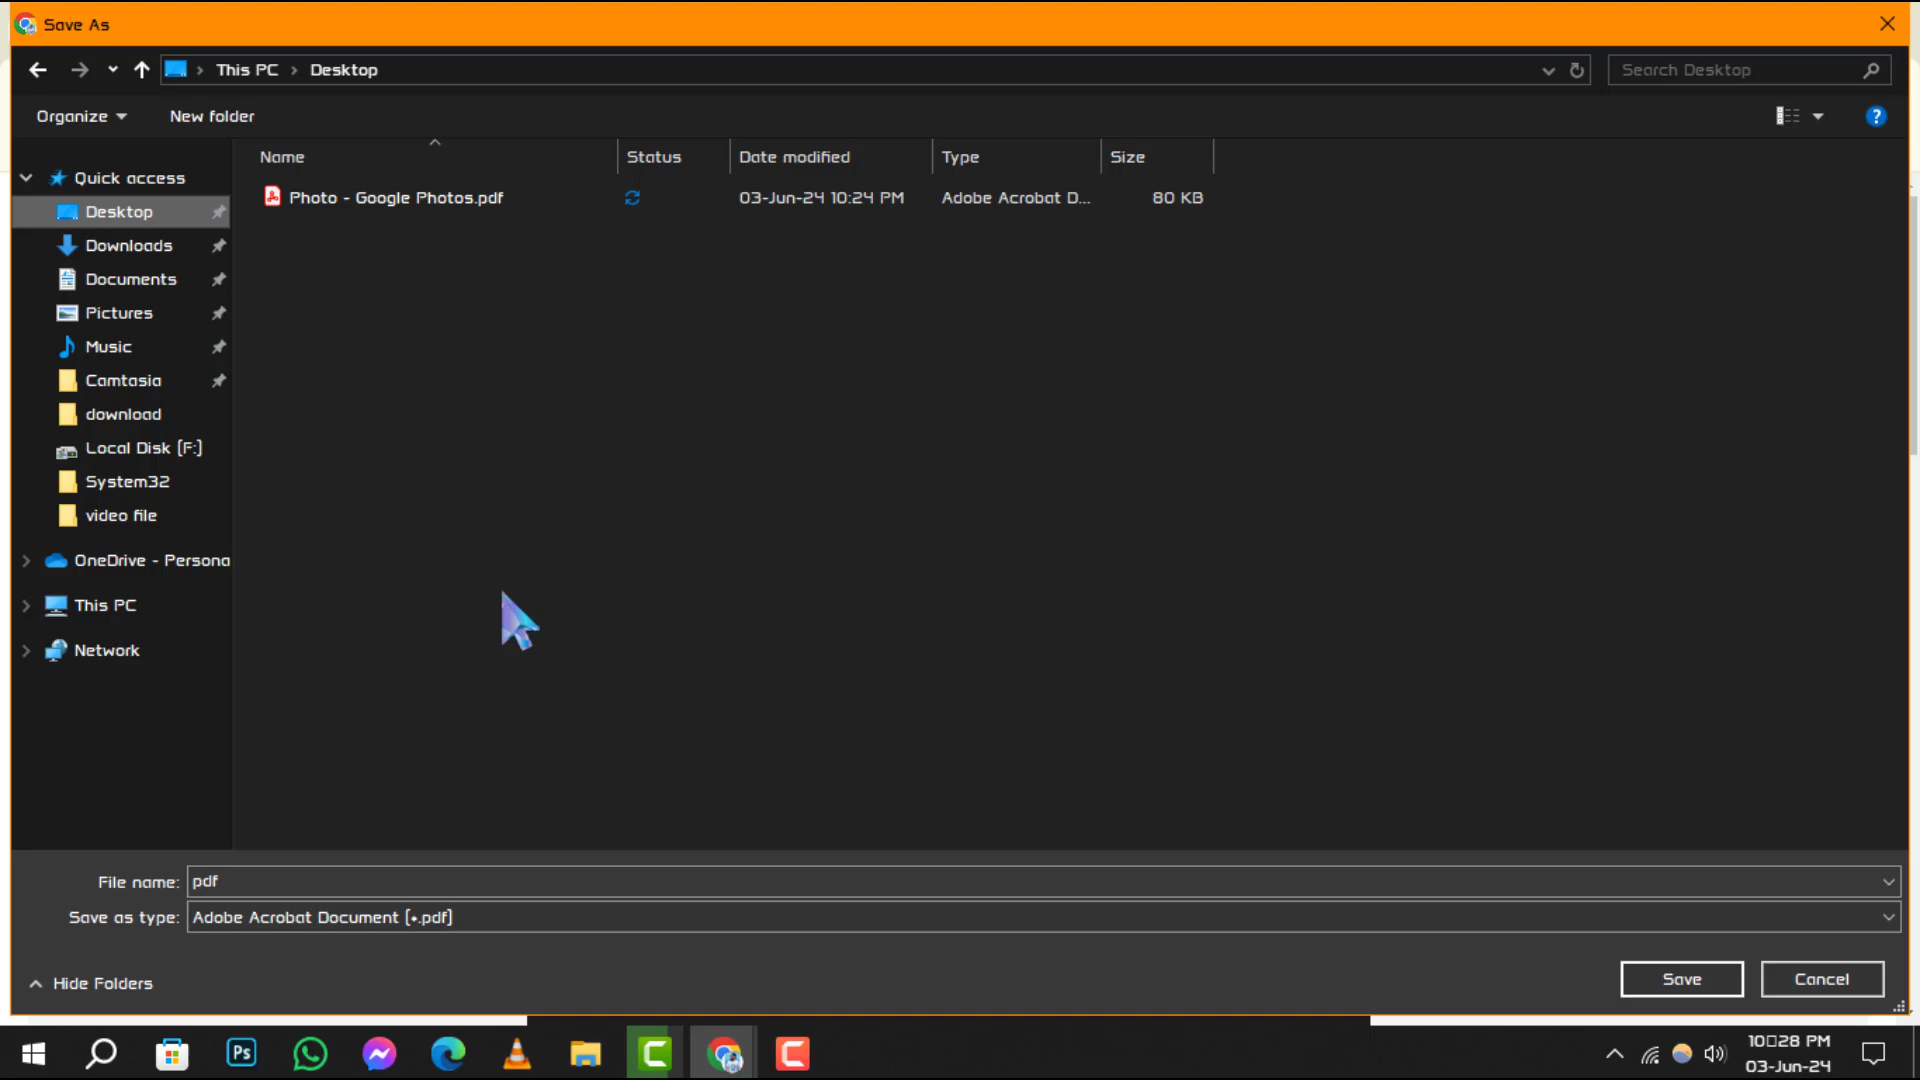 Save As
This PC
Desktop
Search Desktop
Organize
New folder
?
Name
Status
Date modified
Type
Size
Photo - Google Photos.pdf
03-Jun-24 10:24 PM
Adobe Acrobat D...
80 KB
Quick access
Desktop
Downloads
Documents
Pictures
Music
Camtasia
download
Local Disk (F:)
System32
video file
OneDrive - Persona
This PC
Network
File name: pdf
Save as type: Adobe Acrobat Document (*.pdf)
Hide Folders
Save
Cancel
Ps
C
C
10□28 PM
03-Jun-24